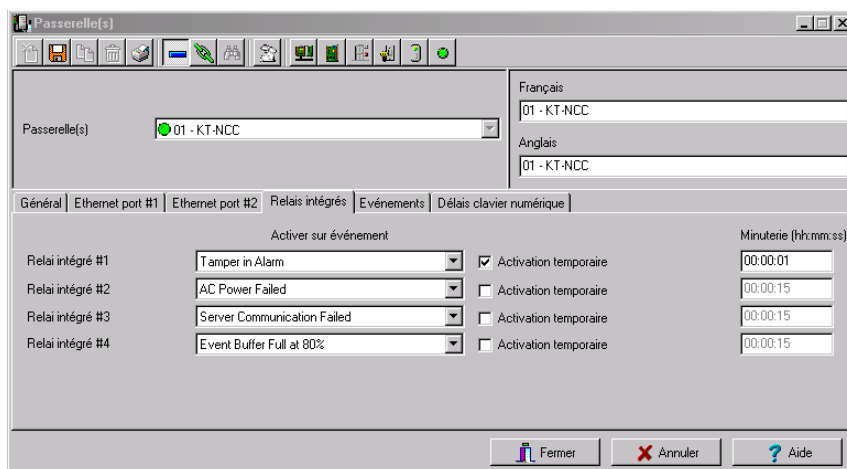 Passerelle(s)
Français
01 - KT-NCC
Passerelle(s) 01 - KT-NCC
Anglais
01 - KT-NCC
Général Ethernet port #1 Ethernet port #2 Relais intégrés Evénements Délais clavier numérique
Activer sur événement Minuterie (hh:mm:ss)
Relai intégré #1 Tamper in Alarm Activation temporaire 00:00:01
Relai intégré #2 AC Power Failed Activation temporaire 00:00:15
Relai intégré #3 Server Communication Failed Activation temporaire 00:00:15
Relai intégré #4 Event Buffer Full at 80% Activation temporaire 00:00:15
Fermer Annuler Aide